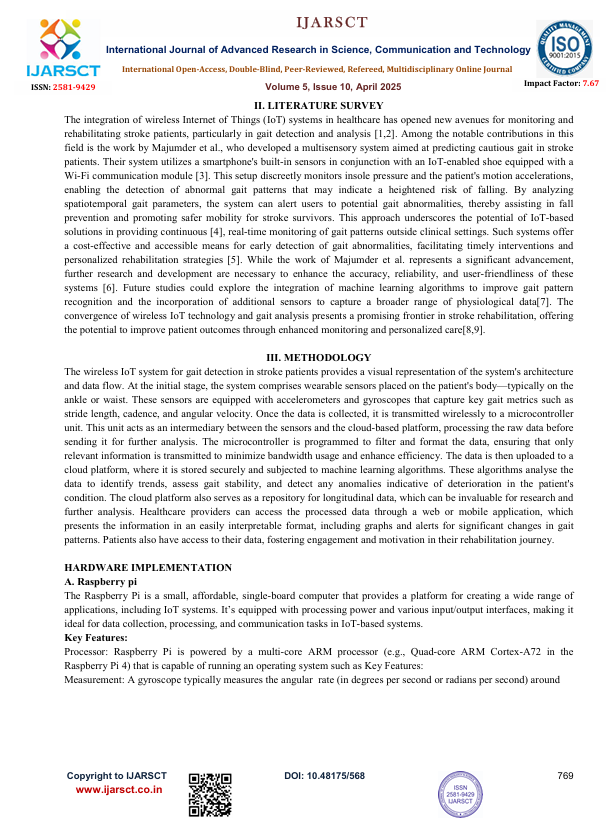 IJARSCT
International Journal of Advanced Research in Science, Communication and Technology
IJARSCT
International Open-Access, Double-Blind, Peer-Reviewed, Refereed, Multidisciplinary Online Journal
QUALITY MANAGEMENT
ISO
9001:2015
CERTIFIED COMPANY
ISSN: 2581-9429
Volume 5, Issue 10, April 2025
Impact Factor: 7.67
II. LITERATURE SURVEY
The integration of wireless Internet of Things (IoT) systems in healthcare has opened new avenues for monitoring and
rehabilitating stroke patients, particularly in gait detection and analysis [1,2]. Among the notable contributions in this
field is the work by Majumder et al., who developed a multisensory system aimed at predicting cautious gait in stroke
patients. Their system utilizes a smartphone's built-in sensors in conjunction with an IoT-enabled shoe equipped with a
Wi-Fi communication module [3]. This setup discreetly monitors insole pressure and the patient's motion accelerations,
enabling the detection of abnormal gait patterns that may indicate a heightened risk of falling. By analyzing
spatiotemporal gait parameters, the system can alert users to potential gait abnormalities, thereby assisting in fall
prevention and promoting safer mobility for stroke survivors. This approach underscores the potential of IoT-based
solutions in providing continuous [4], real-time monitoring of gait patterns outside clinical settings. Such systems offer
a cost-effective and accessible means for early detection of gait abnormalities, facilitating timely interventions and
personalized rehabilitation strategies [5]. While the work of Majumder et al. represents a significant advancement,
further research and development are necessary to enhance the accuracy, reliability, and user-friendliness of these
systems [6]. Future studies could explore the integration of machine learning algorithms to improve gait pattern
recognition and the incorporation of additional sensors to capture a broader range of physiological data[7]. The
convergence of wireless IoT technology and gait analysis presents a promising frontier in stroke rehabilitation, offering
the potential to improve patient outcomes through enhanced monitoring and personalized care[8,9].
III. METHODOLOGY
The wireless IoT system for gait detection in stroke patients provides a visual representation of the system's architecture
and data flow. At the initial stage, the system comprises wearable sensors placed on the patient's body—typically on the
ankle or waist. These sensors are equipped with accelerometers and gyroscopes that capture key gait metrics such as
stride length, cadence, and angular velocity. Once the data is collected, it is transmitted wirelessly to a microcontroller
unit. This unit acts as an intermediary between the sensors and the cloud-based platform, processing the raw data before
sending it for further analysis. The microcontroller is programmed to filter and format the data, ensuring that only
relevant information is transmitted to minimize bandwidth usage and enhance efficiency. The data is then uploaded to a
cloud platform, where it is stored securely and subjected to machine learning algorithms. These algorithms analyse the
data to identify trends, assess gait stability, and detect any anomalies indicative of deterioration in the patient's
condition. The cloud platform also serves as a repository for longitudinal data, which can be invaluable for research and
further analysis. Healthcare providers can access the processed data through a web or mobile application, which
presents the information in an easily interpretable format, including graphs and alerts for significant changes in gait
patterns. Patients also have access to their data, fostering engagement and motivation in their rehabilitation journey.
HARDWARE IMPLEMENTATION
A. Raspberry pi
The Raspberry Pi is a small, affordable, single-board computer that provides a platform for creating a wide range of
applications, including IoT systems. It's equipped with processing power and various input/output interfaces, making it
ideal for data collection, processing, and communication tasks in IoT-based systems.
Key Features:
Processor: Raspberry Pi is powered by a multi-core ARM processor (e.g., Quad-core ARM Cortex-A72 in the
Raspberry Pi 4) that is capable of running an operating system such as Key Features:
Measurement: A gyroscope typically measures the angular rate (in degrees per second or radians per second) around
Copyright to IJARSCT
DOI: 10.48175/568
769
www.ijarsct.co.in
ISSN
2581-9429
IJARSCT